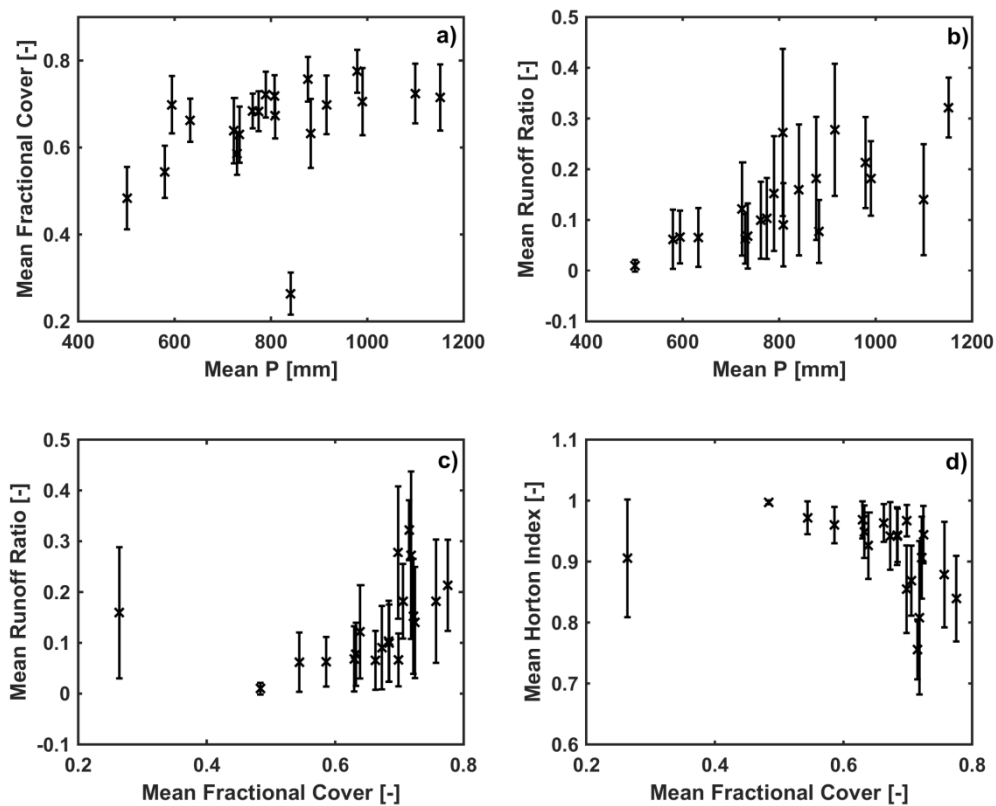 a)
0.8
0.6
0.4
0.2
Mean Fractional Cover [-]
400 600 800 1000 1200
Mean P [mm]
b)
0.5
0.4
0.3
0.2
0.1
0
-0.1
Mean Runoff Ratio [-]
400 600 800 1000 1200
Mean P [mm]
c)
0.5
0.4
0.3
0.2
0.1
0
-0.1
Mean Runoff Ratio [-]
0.2 0.4 0.6 0.8
Mean Fractional Cover [-]
d)
1.1
1
0.9
0.8
0.7
0.6
Mean Horton Index [-]
0.2 0.4 0.6 0.8
Mean Fractional Cover [-]